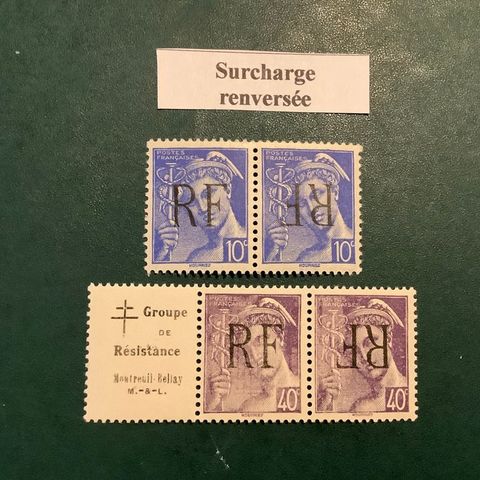 Surcharge
renversée
POSTES
FRANÇAISES
RF
10c
POSTES
FRANÇAISES
RF
10c
Groupe
DE
Résistance
Montreuil-Bellay
M.-&-L.
POSTES
FRANÇAISES
RF
40c
POSTES
FRANÇAISES
RF
40c